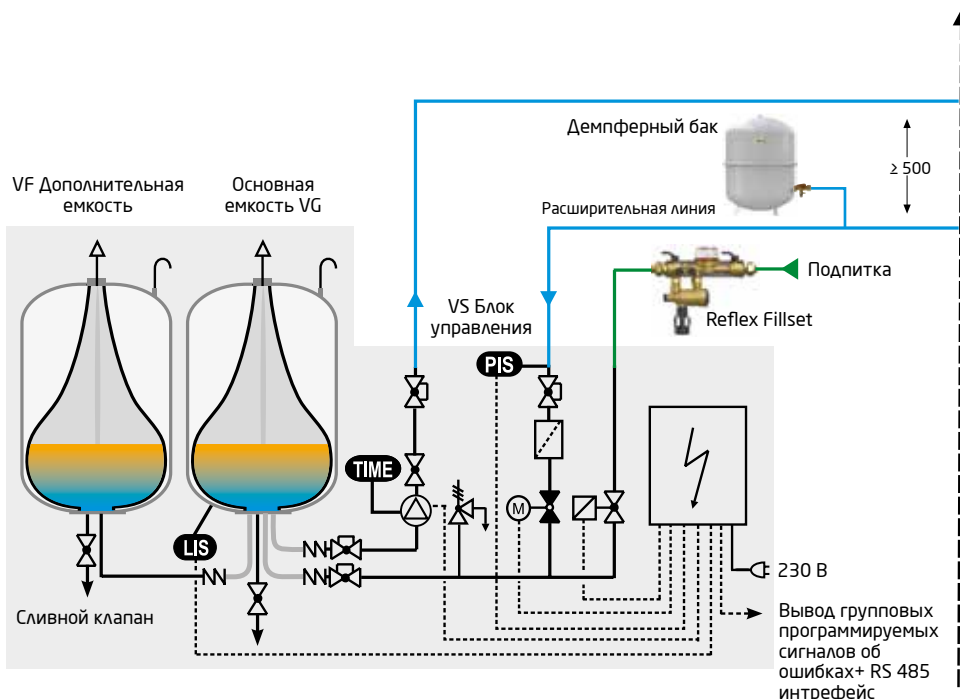 Демпферный бак
≥ 500
VF Дополнительная
емкость
Основная
емкость VG
Расширительная линия
Подпитка
Reflex Fillset
VS Блок
управления
PIS
TIME
M
LIS
230 В
Сливной клапан
Вывод групповых
программируемых
сигналов об
ошибках+ RS 485
интрефейс